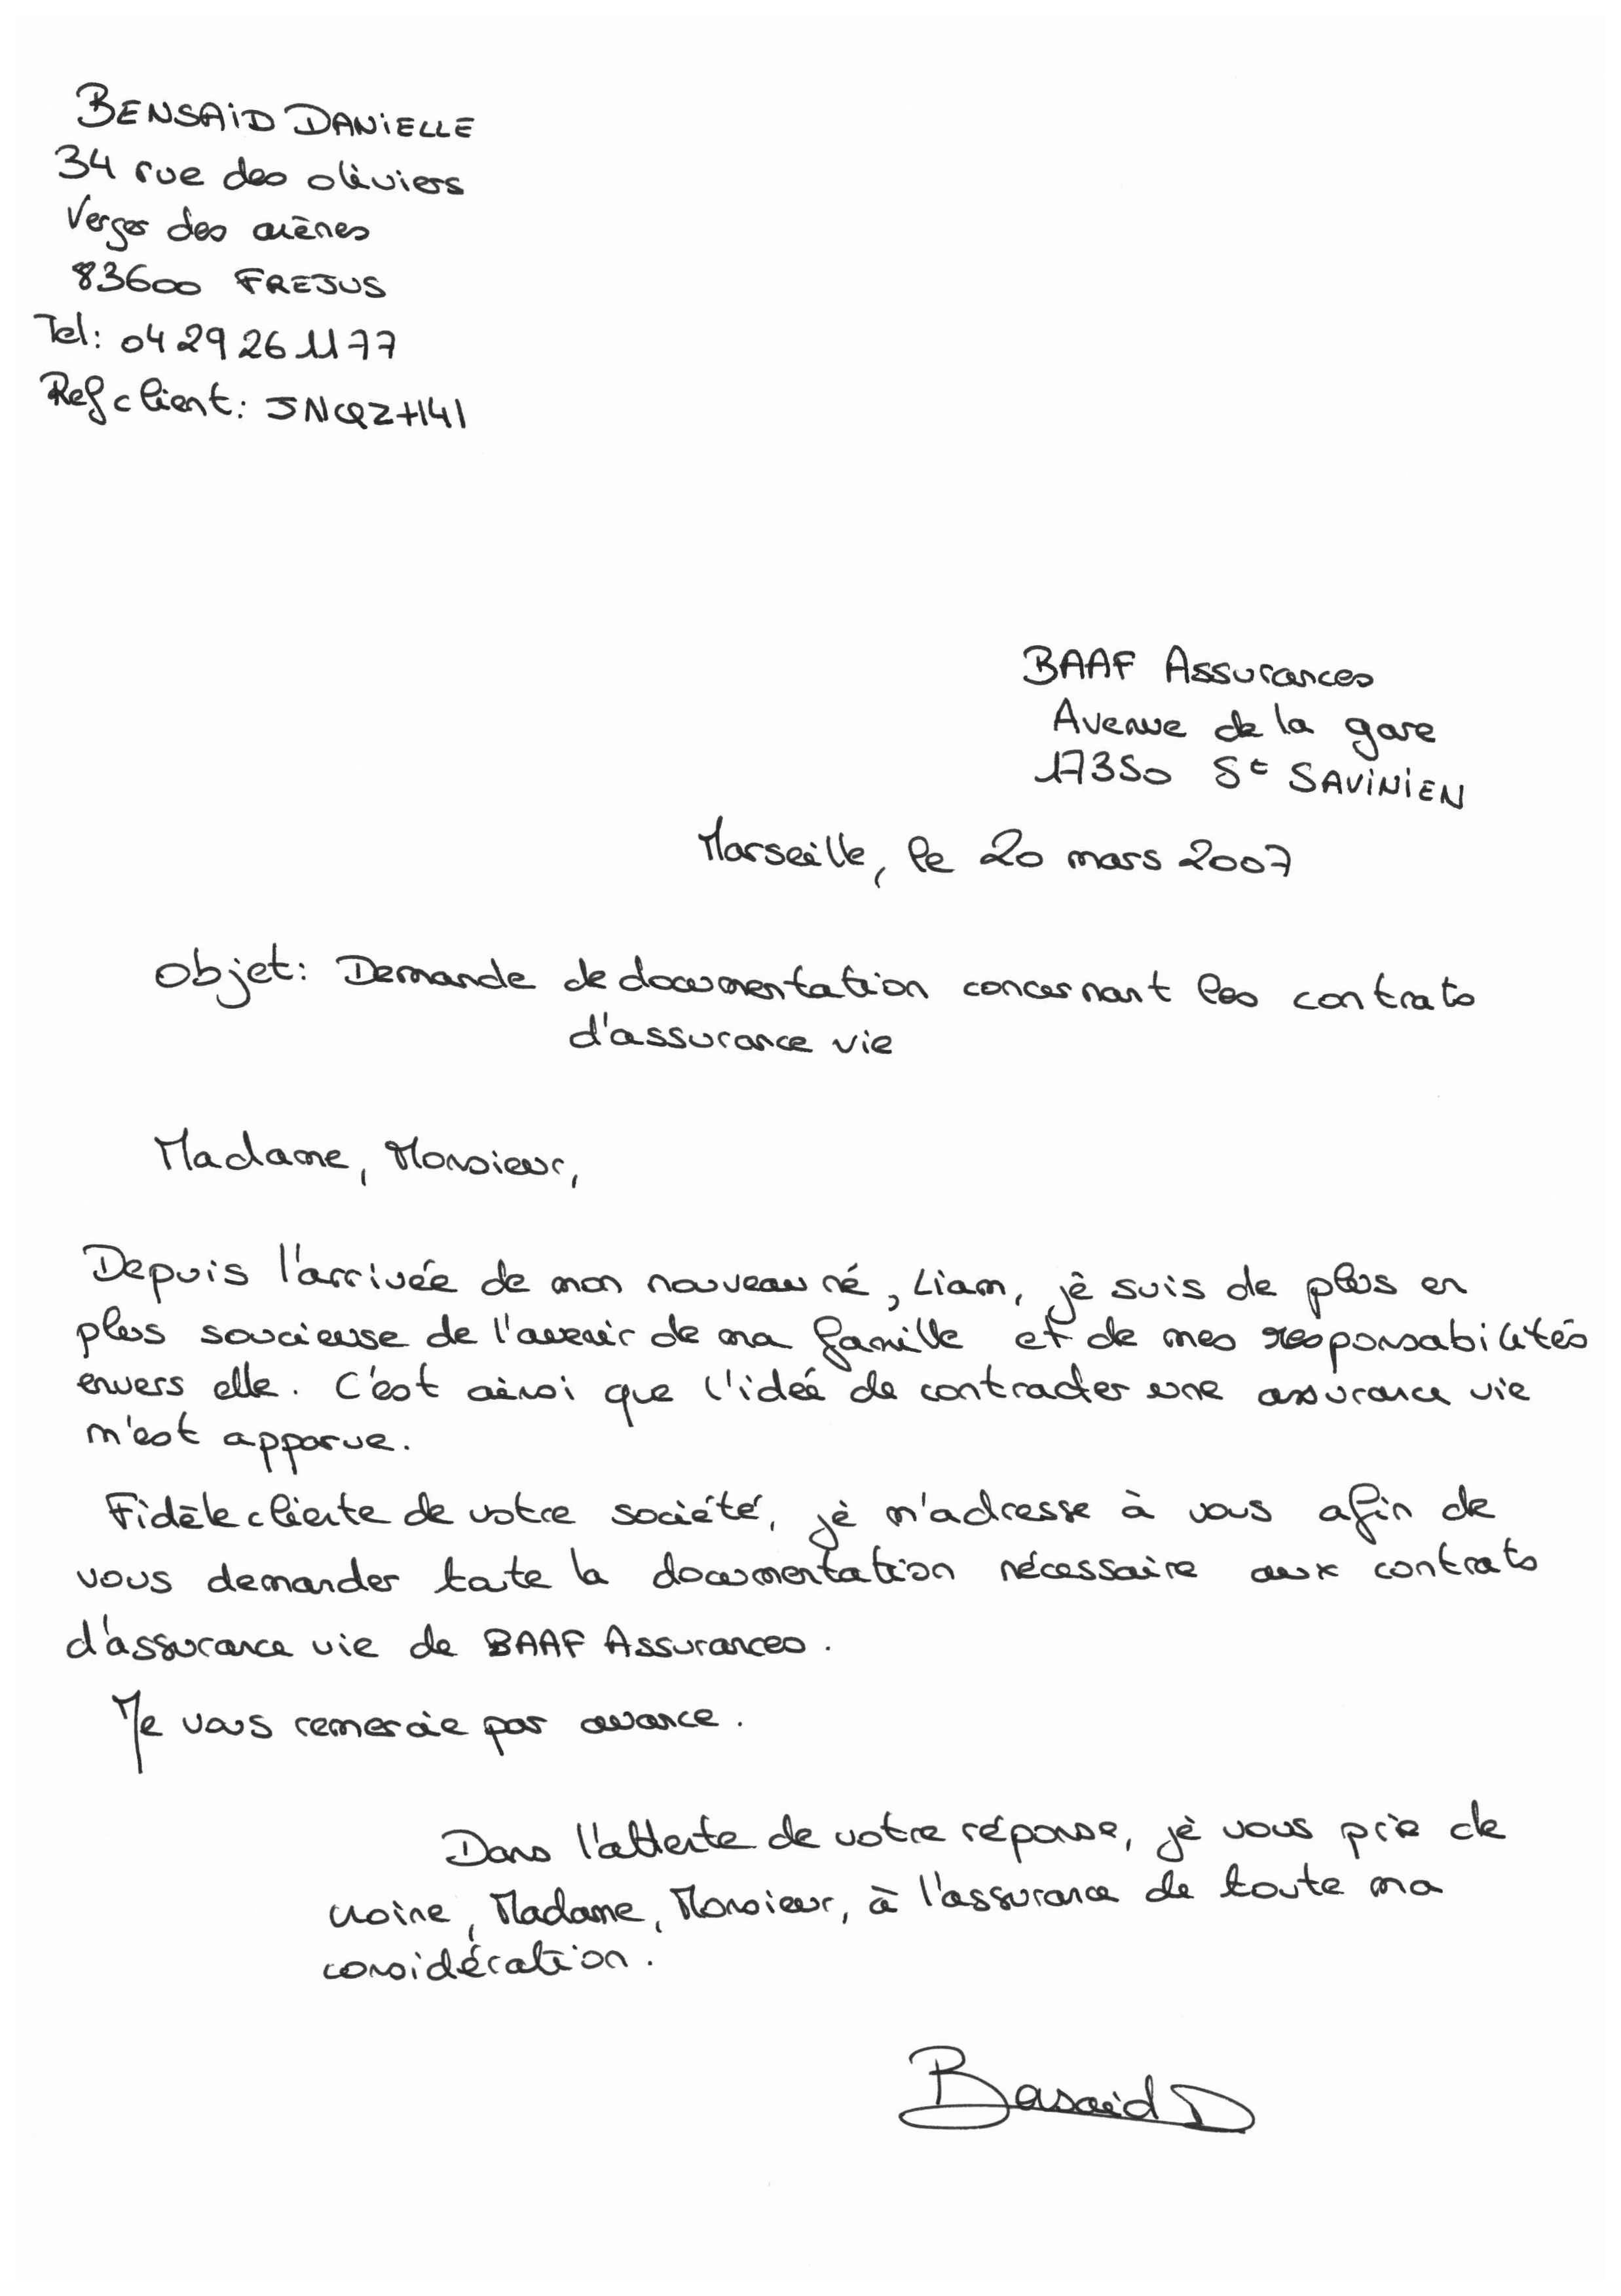 BENSAID DANIELLE
34 rue des oliviers
Verger des arènes
83600 FREJUS
Tel: 04 29 26 11 77
Ref client: JNQZH141
BAAF Assurances
Avenue de la gare
17350 St SAVINIEN
Marseille, le 20 mars 2007
Objet: Demande de documentation concernant les contrats
d'assurance vie
Madame, Monsieur,
Depuis l'arrivée de mon nouveau né, Liam, je suis de plus en
plus soucieuse de l'avenir de ma famille et de mes responsabilités
envers elle. C'est ainsi que l'idée de contracter une assurance vie
m'est apparue.
Fidèle cliente de votre société, je m'adresse à vous afin de
vous demander toute la documentation nécessaire aux contrats
d'assurance vie de BAAF Assurances.
Je vous remercie par avance.
Dans l'attente de votre réponse, je vous prie de
croire, Madame, Monsieur, à l'assurance de toute ma
considération.
Bensaid D